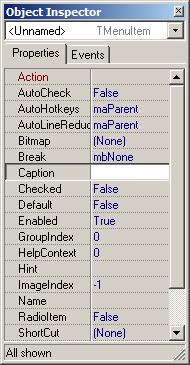 Object Inspector
<Unnamed> TMenuItem
Properties Events
Action
AutoCheck False
AutoHotkeys maParent
AutoLineReduc maParent
Bitmap (None)
Break mbNone
Caption
Checked False
Default False
Enabled True
GroupIndex 0
HelpContext 0
Hint
ImageIndex -1
Name
RadioItem False
ShortCut (None)
All shown